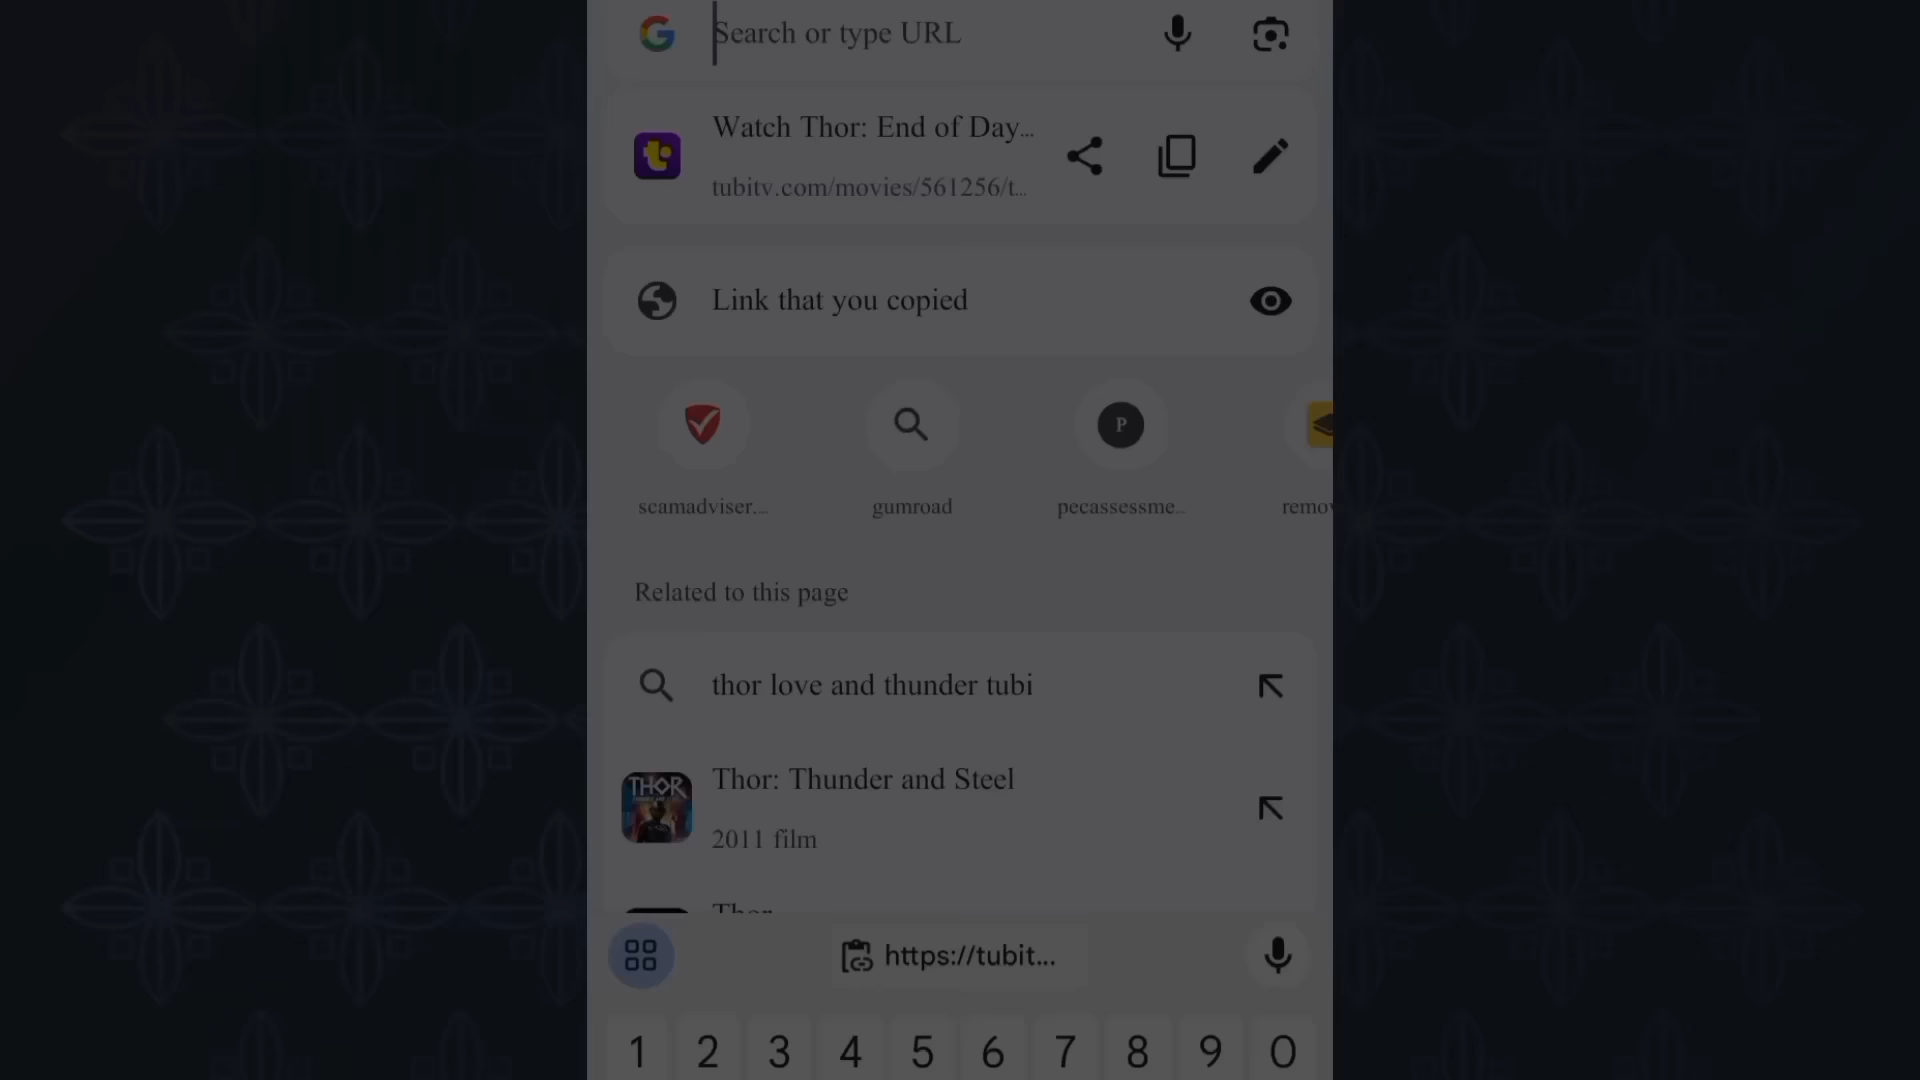 Search or type URL
Watch Thor: End of Day...
tubitv.com/movies/561256/t...
Link that you copied
P
scamadviser...
gumroad
pecassessme...
remov
Related to this page
thor love and thunder tubi
THOR
Thor: Thunder and Steel
2011 film
Thor
https://tubit...
1 2 3 4 5 6 7 8 9 0